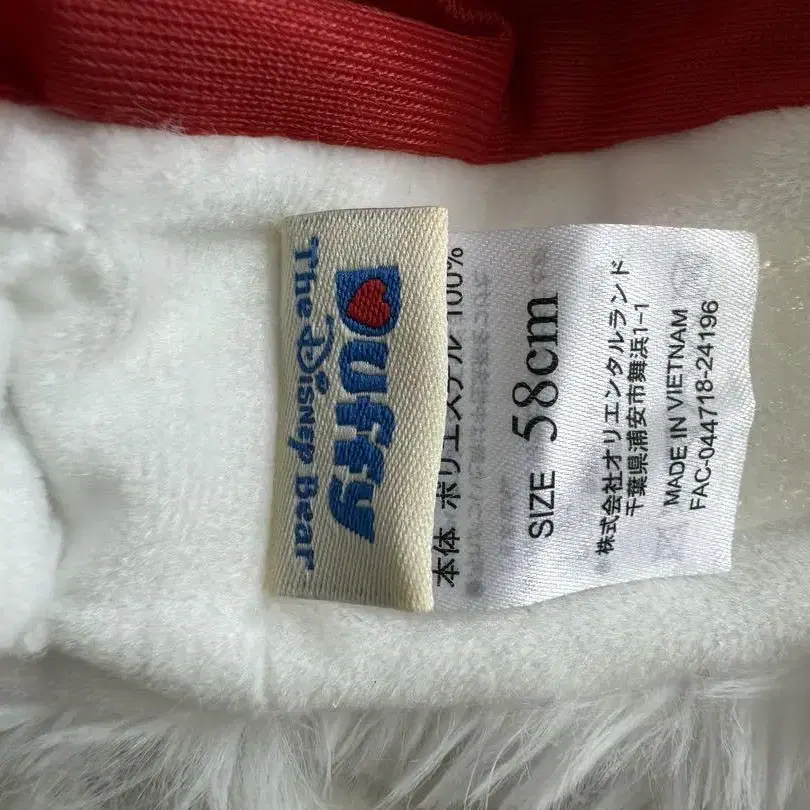 Duffy
The Disney Bear
本体 ポリエステル 100%
SIZE 58cm
株式会社オリエンタルランド
千葉県浦安市舞浜1-1
MADE IN VIETNAM
FAC-044718-24196